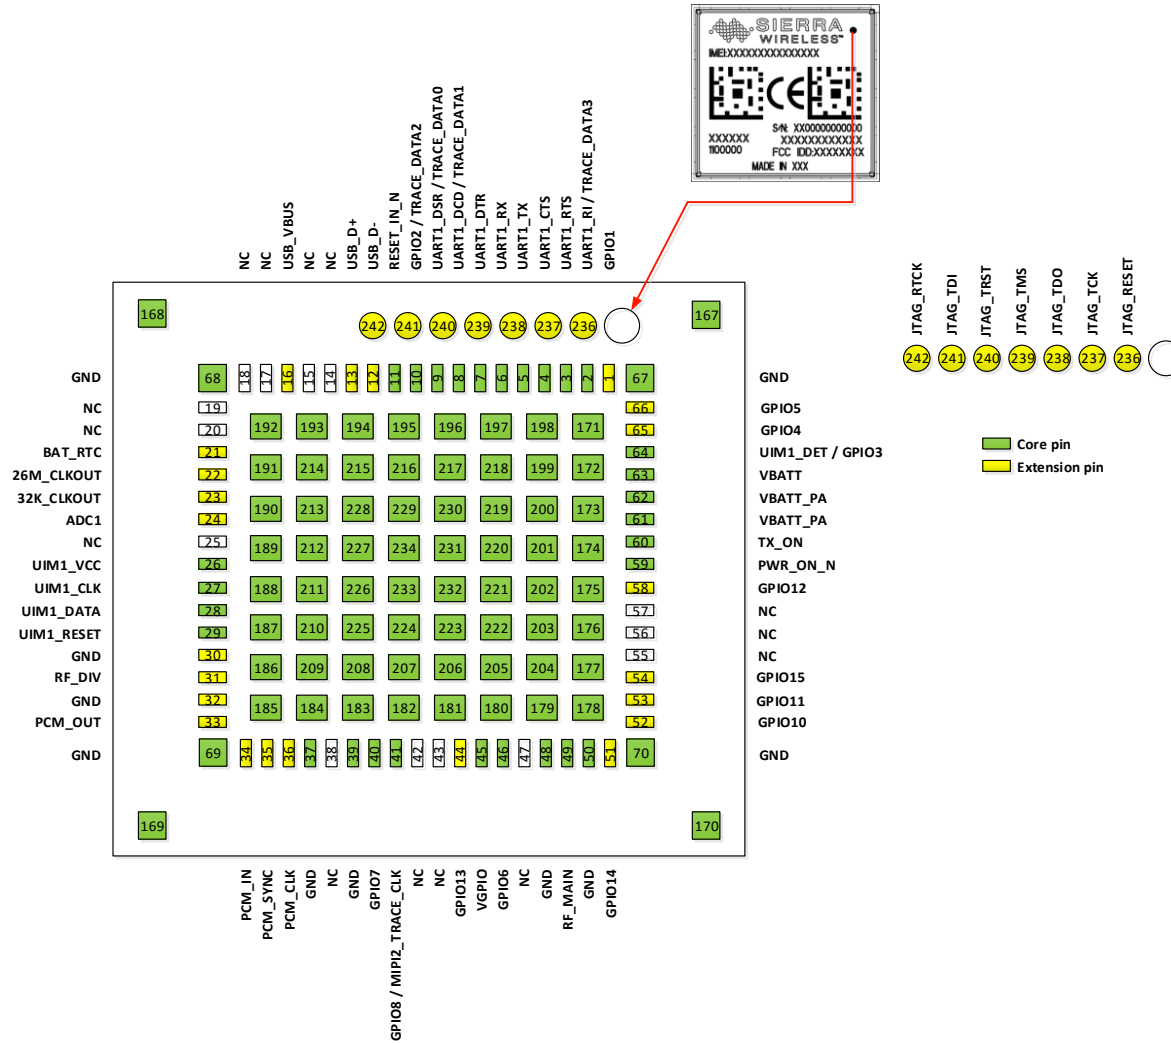 SIERRA
WIRELESS™
IMEI:XXXXXXXXXXXXXXX
S/N: XX00000000000
XXXXXX XXXXXXXXXXXX
1100000 FCC IDD:XXXXXXXX
MADE IN XXX
NC
NC
USB_VBUS
NC
NC
USB_D+
USB_D-
RESET_IN_N
GPIO2 / TRACE_DATA2
UART1_DSR / TRACE_DATA0
UART1_DCD / TRACE_DATA1
UART1_DTR
UART1_RX
UART1_TX
UART1_CTS
UART1_RTS
UART1_RI / TRACE_DATA3
GPIO1
JTAG_RTCK
JTAG_TDI
JTAG_TRST
JTAG_TMS
JTAG_TDO
JTAG_TCK
JTAG_RESET
242 241 240 239 238 237 236
Core pin
Extension pin
168 167
242 241 240 239 238 237 236
GND 68 18 17 16 15 14 13 12 11 10 9 8 7 6 5 4 3 2 1 67 GND
NC 19 66 GPIO5
NC 20 192 193 194 195 196 197 198 171 65 GPIO4
BAT_RTC 21 64 UIM1_DET / GPIO3
26M_CLKOUT 22 191 214 215 216 217 218 199 172 63 VBATT
32K_CLKOUT 23 62 VBATT_PA
ADC1 24 190 213 228 229 230 219 200 173 61 VBATT_PA
NC 25 189 212 227 234 231 220 201 174 60 TX_ON
UIM1_VCC 26 59 PWR_ON_N
UIM1_CLK 27 188 211 226 233 232 221 202 175 58 GPIO12
UIM1_DATA 28 57 NC
UIM1_RESET 29 187 210 225 224 223 222 203 176 56 NC
GND 30 55 NC
RF_DIV 31 186 209 208 207 206 205 204 177 54 GPIO15
GND 32 185 184 183 182 181 180 179 178 53 GPIO11
PCM_OUT 33 52 GPIO10
GND 69 34 35 36 37 38 39 40 41 42 43 44 45 46 47 48 49 50 51 70 GND
169 170
PCM_IN
PCM_SYNC
PCM_CLK
GND
NC
GND
GPIO7
GPIO8 / MIPI2_TRACE_CLK
NC
NC
GPIO13
VGPIO
GPIO6
NC
GND
RF_MAIN
GND
GPIO14